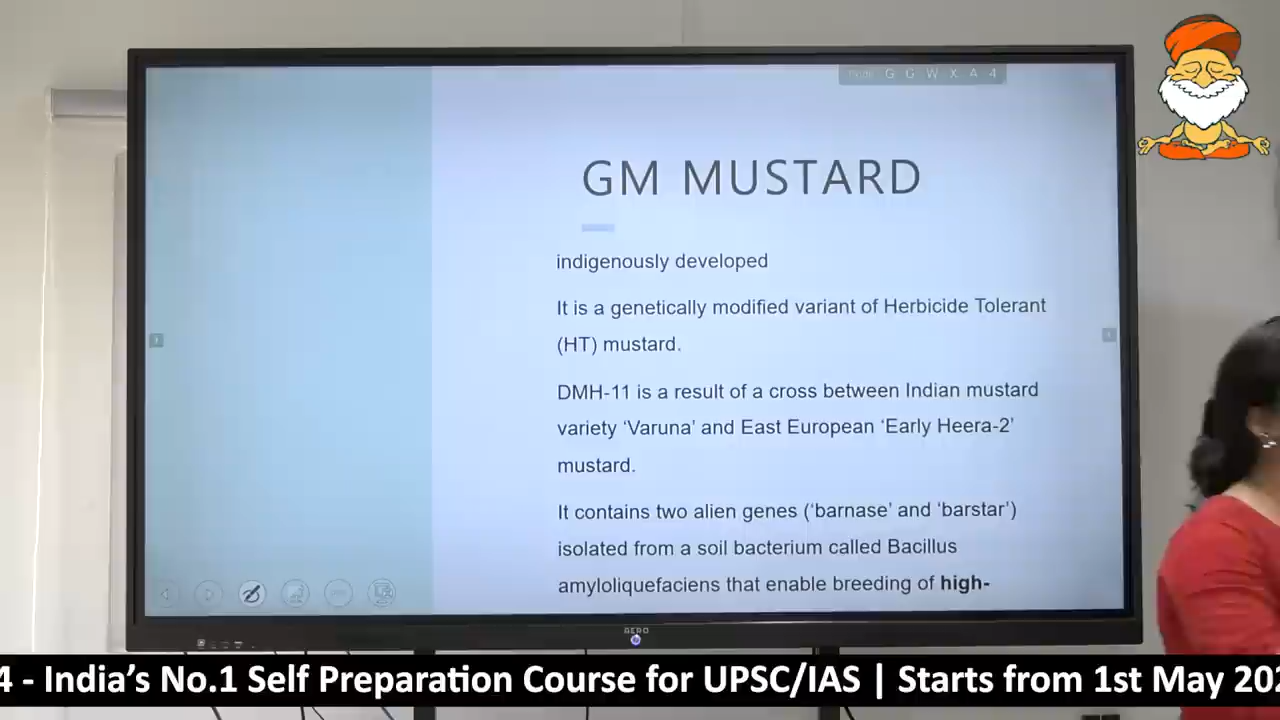 G G W X A 4
GM MUSTARD
indigenously developed
It is a genetically modified variant of Herbicide Tolerant
(HT) mustard.
DMH-11 is a result of a cross between Indian mustard
variety ‘Varuna’ and East European ‘Early Heera-2’
mustard.
It contains two alien genes (‘barnase’ and ‘barstar’)
isolated from a soil bacterium called Bacillus
amyloliquefaciens that enable breeding of high-
4 - India’s No.1 Self Preparation Course for UPSC/IAS | Starts from 1st May 202